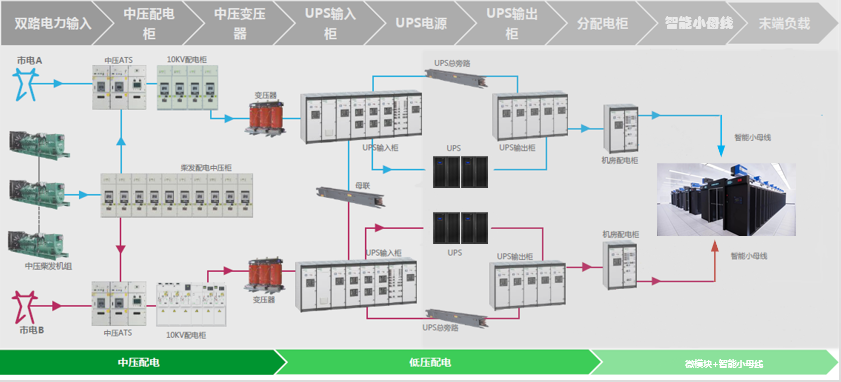 双路电力输入
中压配电
柜
中压变压
器
UPS输入
柜
UPS电源
UPS输出
柜
分配电柜
智能小母线
末端负载
市电A
中压ATS
10KV配电柜
变压器
UPS输入柜
UPS总旁路
UPS输出柜
UPS
机房配电柜
智能小母线
柴发配电中压柜
母联
中压柴发机组
UPS
机房配电柜
智能小母线
市电B
中压ATS
10KV配电柜
变压器
UPS输入柜
UPS输出柜
UPS总旁路
中压配电
低压配电
微模块+智能小母线